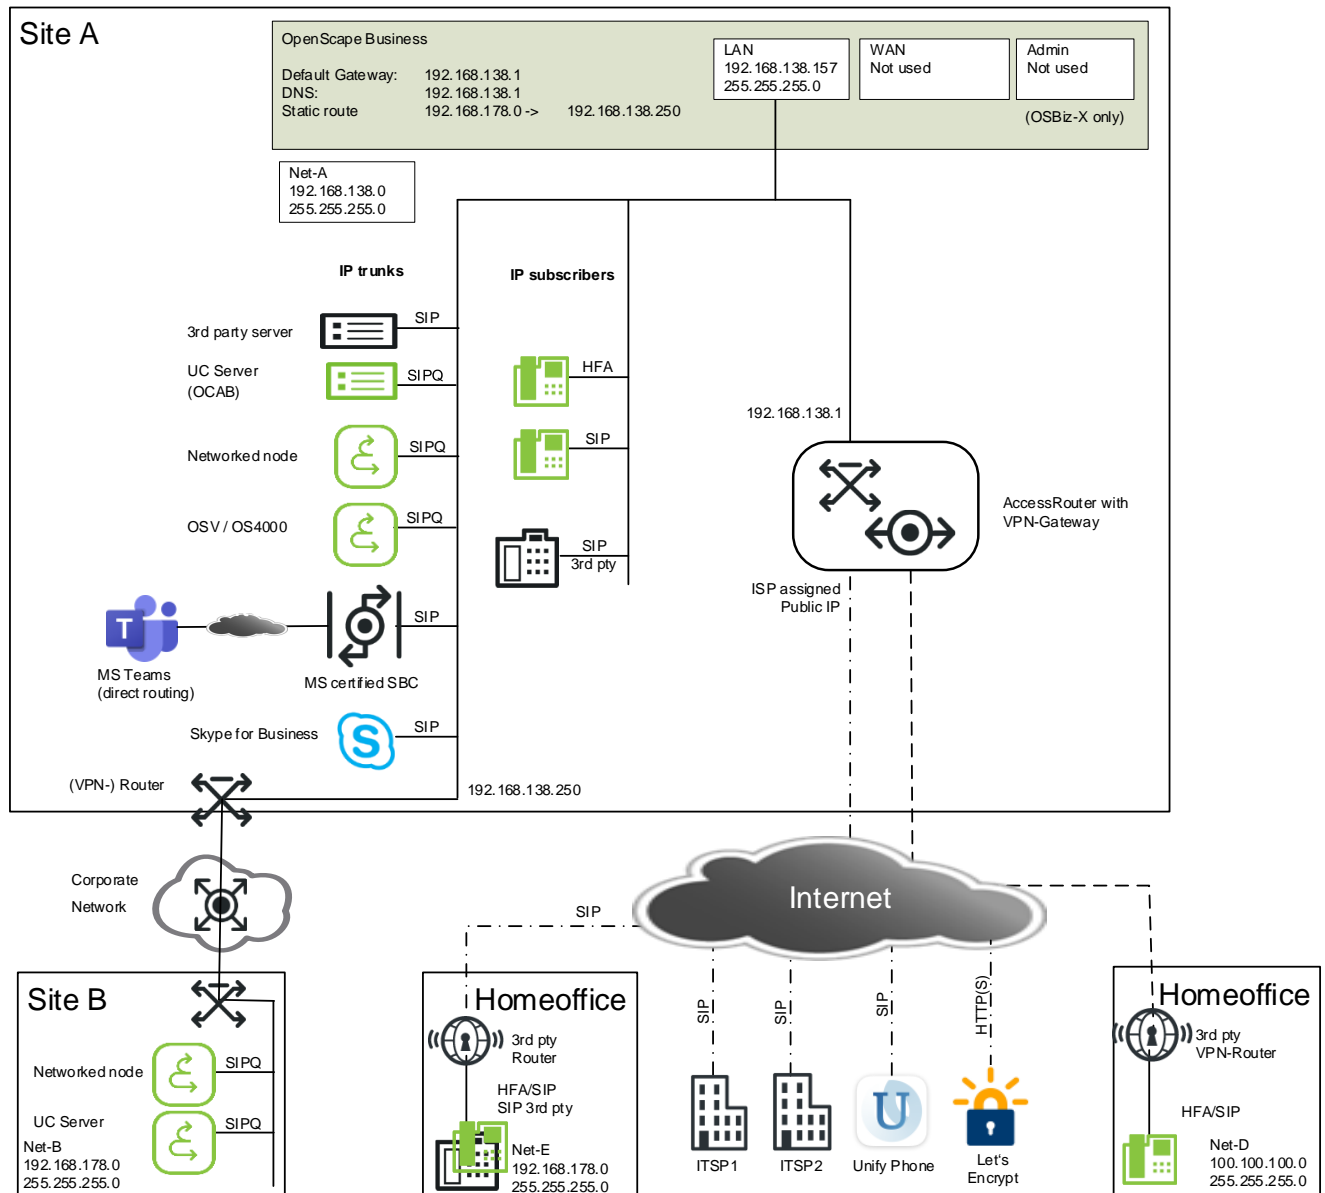 Site A
OpenScape Business
Default Gateway: 192.168.138.1
DNS: 192.168.138.1
Static route 192.168.178.0 -> 192.168.138.250
LAN
192.168.138.157
255.255.255.0
WAN
Not used
Admin
Not used
(OSBiz-X only)
Net-A
192.168.138.0
255.255.255.0
IP trunks
IP subscribers
3rd party server
SIP
UC Server
(OCAB)
SIPQ
HFA
Networked node
SIPQ
SIP
OSV / OS4000
SIPQ
SIP
3rd pty
192.168.138.1
AccessRouter with
VPN-Gateway
ISP assigned
Public IP
T
MS Teams
(direct routing)
SIP
MS certified SBC
Skype for Business
S
SIP
(VPN-) Router
192.168.138.250
Corporate
Network
Internet
SIP
Site B
Networked node
SIPQ
UC Server
SIPQ
Net-B
192.168.178.0
255.255.255.0
Homeoffice
3rd pty
Router
HFA/SIP
SIP 3rd pty
Net-E
192.168.178.0
255.255.255.0
SIP
SIP
SIP
HTTP(S)
ITSP1
ITSP2
U
Unify Phone
Let's
Encrypt
Homeoffice
3rd pty
VPN-Router
HFA/SIP
Net-D
100.100.100.0
255.255.255.0